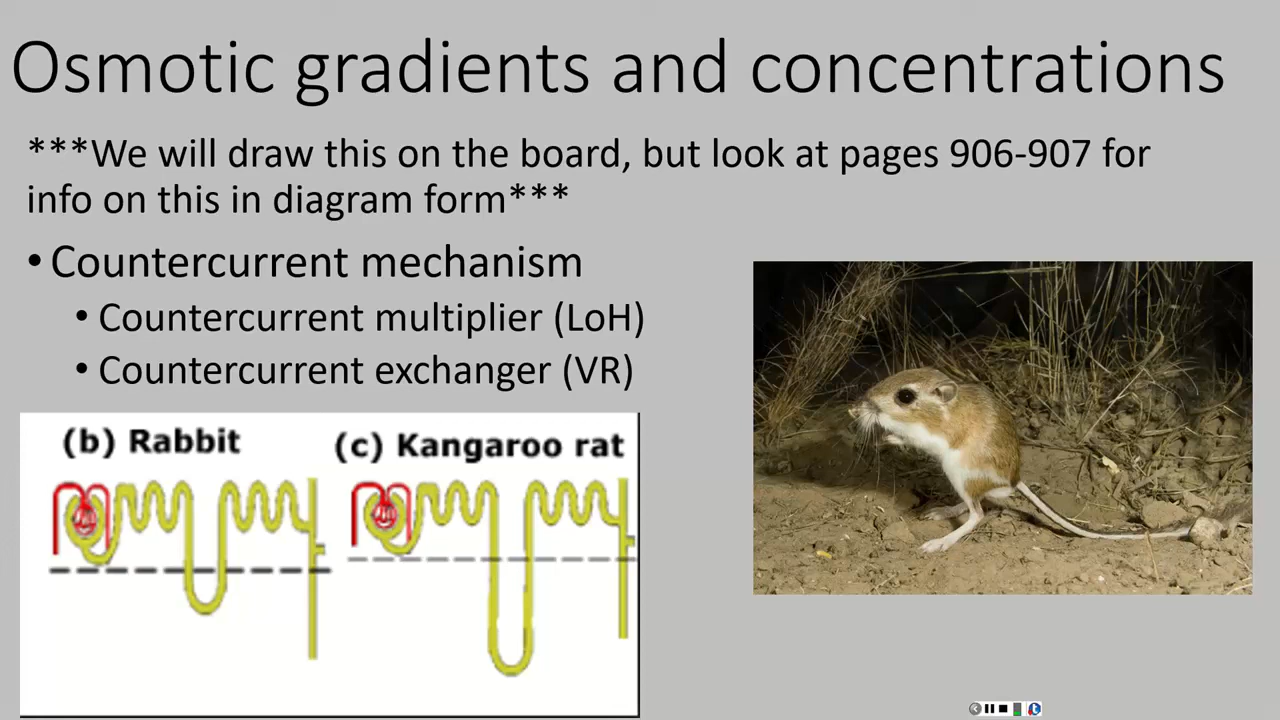 Osmotic gradients and concentrations
***We will draw this on the board, but look at pages 906-907 for
info on this in diagram form***
• Countercurrent mechanism
• Countercurrent multiplier (LoH)
• Countercurrent exchanger (VR)
(b) Rabbit
(c) Kangaroo rat